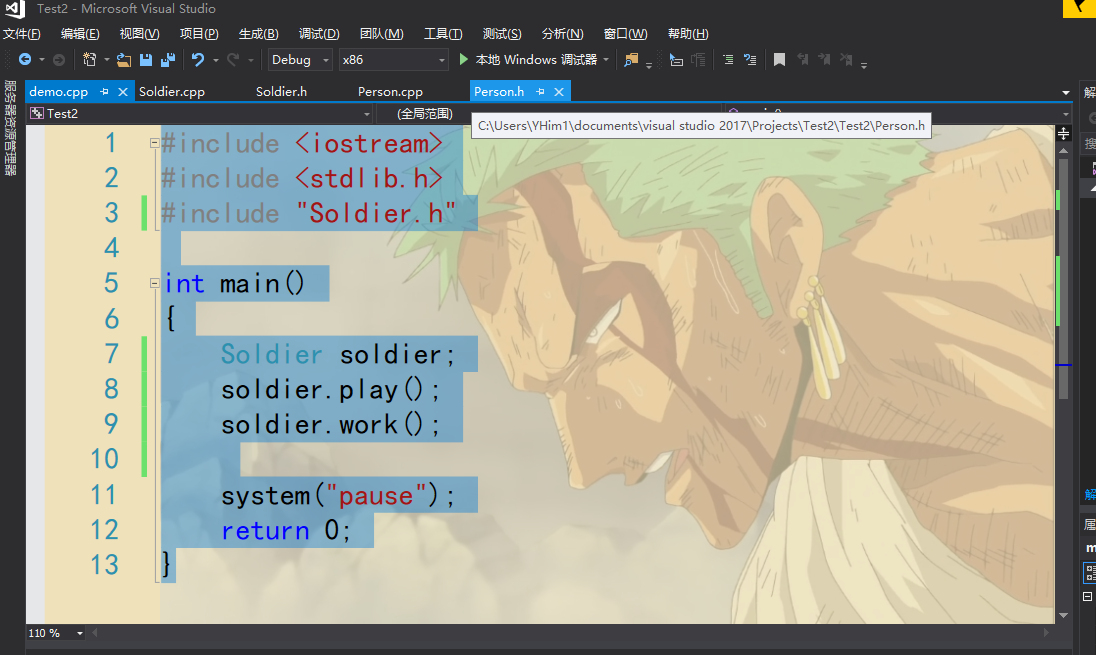 Test2 - Microsoft Visual Studio
文件(F) 编辑(E) 视图(V) 项目(P) 生成(B) 调试(D) 团队(M) 工具(T) 测试(S) 分析(N) 窗口(W) 帮助(H)
Debug x86 本地 Windows 调试器
服务器资源管理器
demo.cpp Soldier.cpp Soldier.h Person.cpp Person.h
Test2 (全局范围)
C:\Users\YHim1\documents\visual studio 2017\Projects\Test2\Test2\Person.h
1 #include <iostream>
2 #include <stdlib.h>
3 #include "Soldier.h"
4
5 int main()
6 {
7 Soldier soldier;
8 soldier.play();
9 soldier.work();
10
11 system("pause");
12 return 0;
13 }
110 %